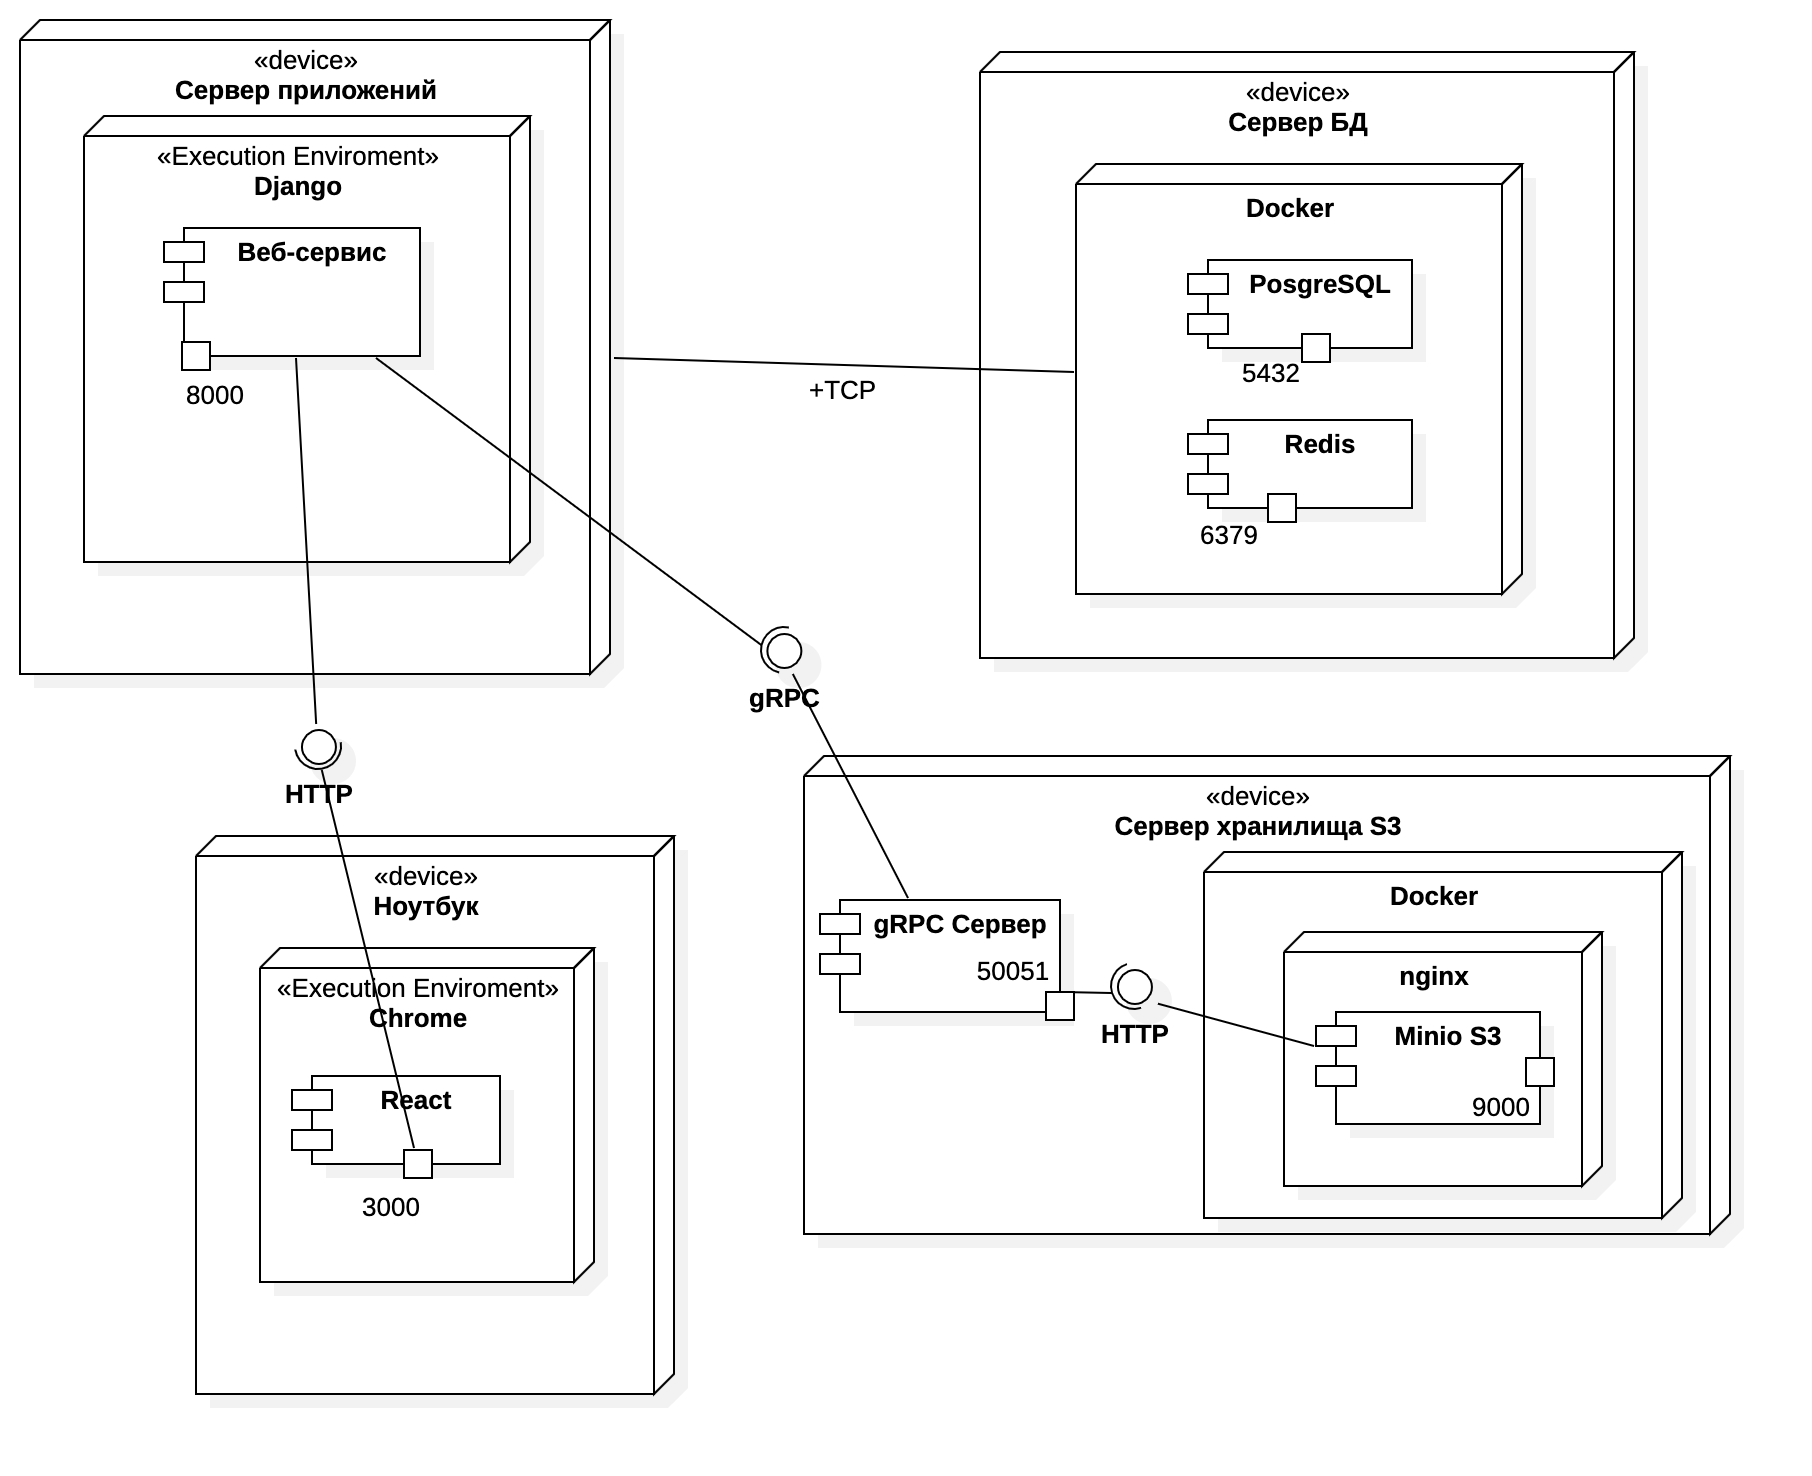 «device»
Сервер приложений
«Execution Enviroment»
Django
Веб-сервис
8000
«device»
Сервер БД
Docker
PosgreSQL
5432
Redis
6379
+TCP
gRPC
HTTP
«device»
Ноутбук
«Execution Enviroment»
Chrome
React
3000
«device»
Сервер хранилища S3
gRPC Сервер
50051
HTTP
Docker
nginx
Minio S3
9000